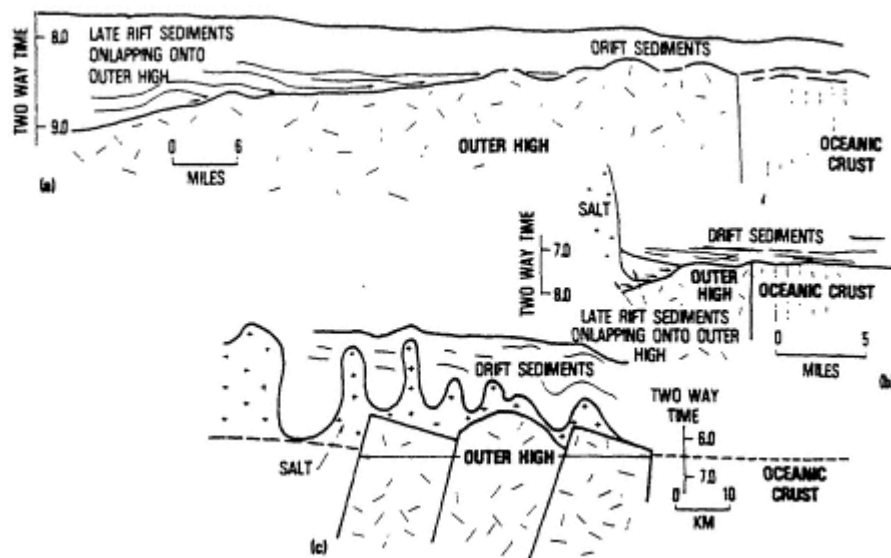 TWO WAY TIME
8.0
9.0
LATE RIFT SEDIMENTS
ONLAPPING ONTO
OUTER HIGH
DRIFT SEDIMENTS
0 6
MILES
OUTER HIGH
OCEANIC
CRUST
(a)
SALT
TWO WAY TIME
7.0
8.0
DRIFT SEDIMENTS
OUTER
HIGH
OCEANIC CRUST
LATE RIFT SEDIMENTS
ONLAPPING ONTO OUTER
HIGH
0 5
MILES
(b)
DRIFT SEDIMENTS
SALT
OUTER HIGH
TWO WAY
TIME
6.0
7.0
0 10
KM
OCEANIC
CRUST
(c)